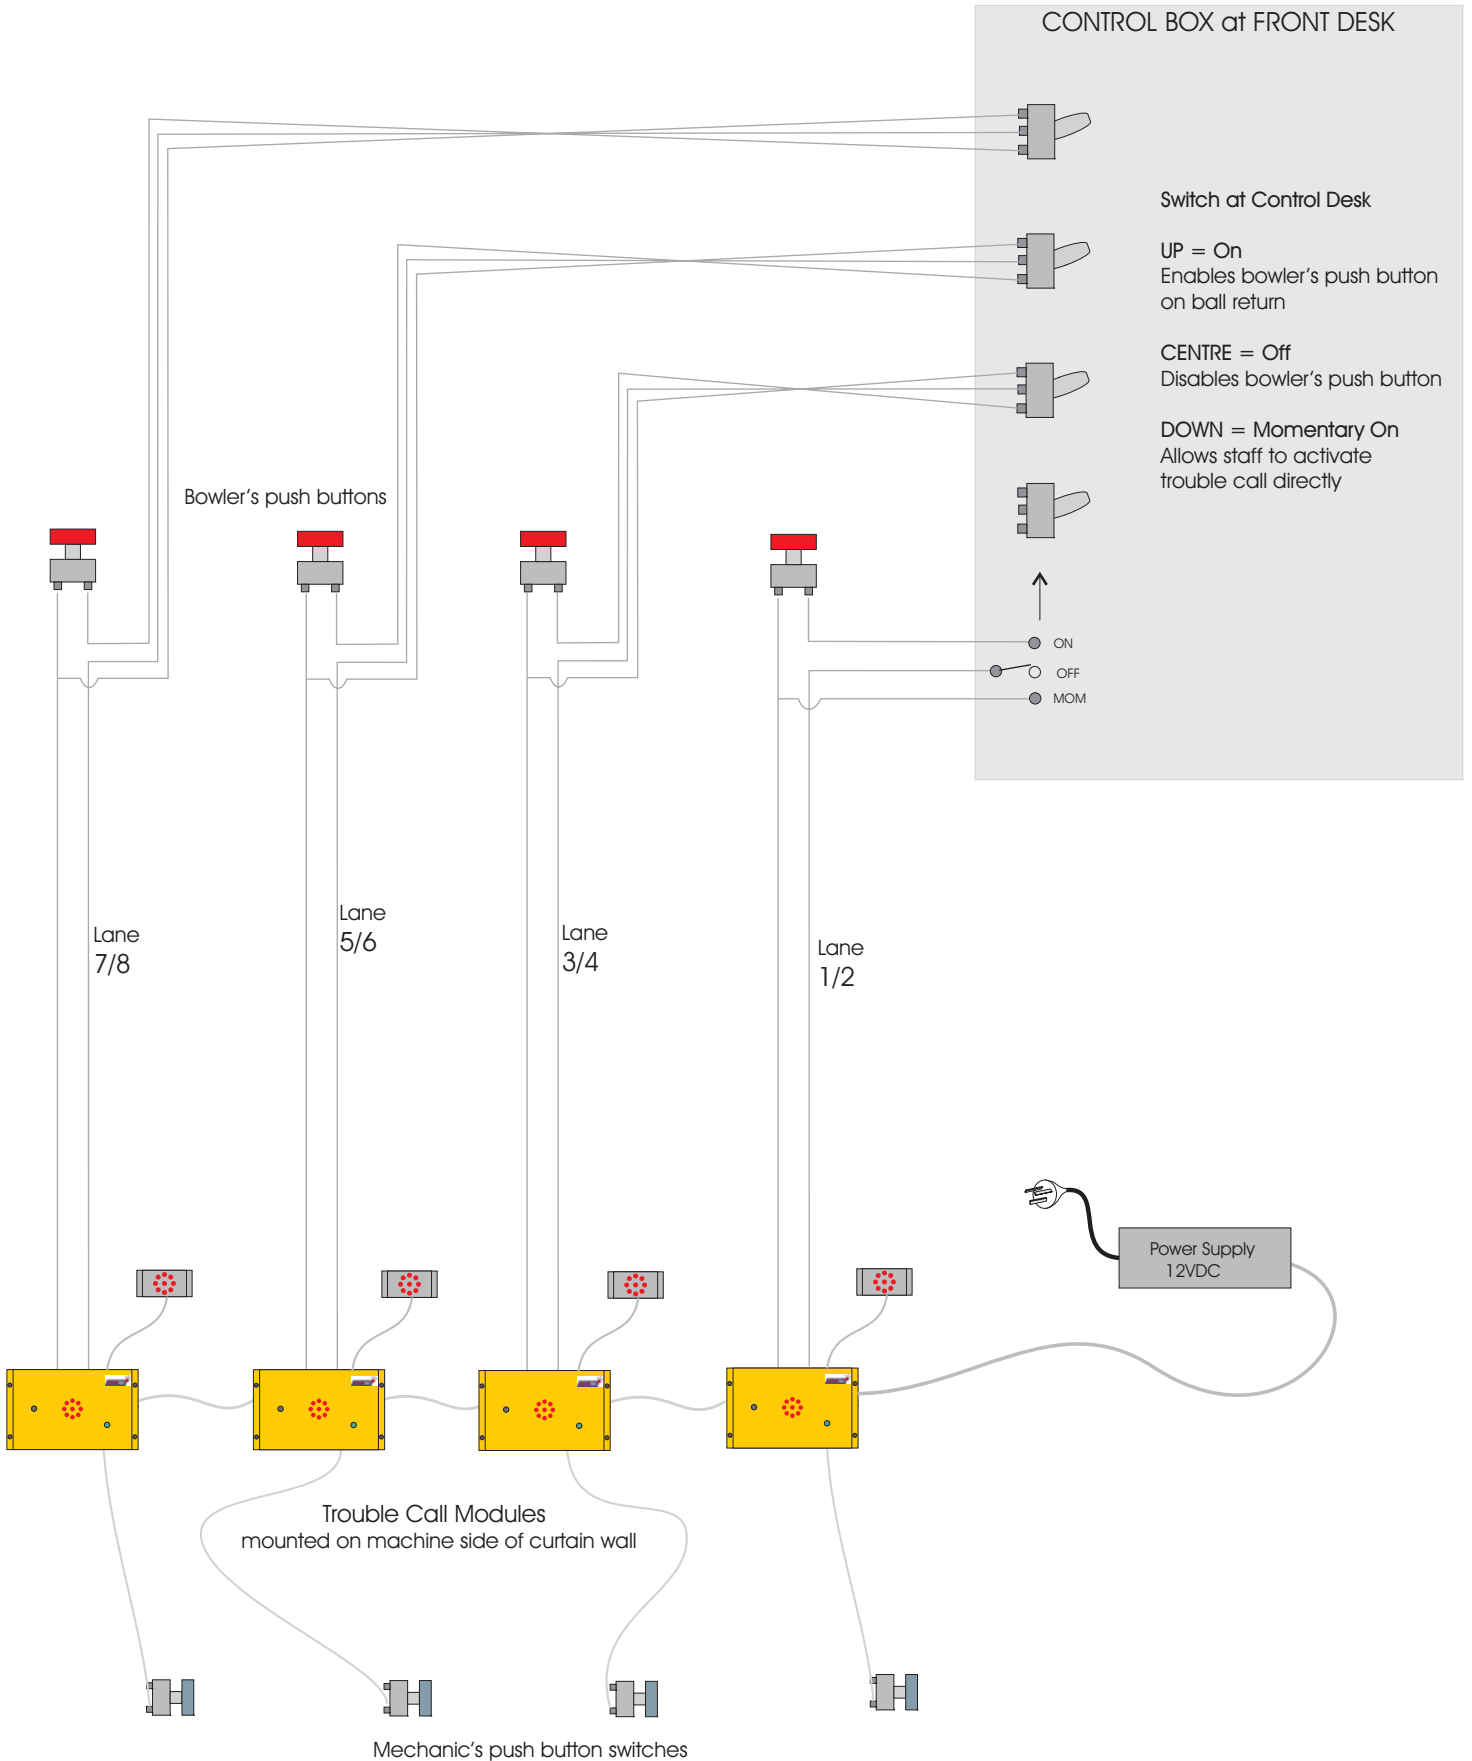 CONTROL BOX at FRONT DESK
Switch at Control Desk
UP = On
Enables bowler's push button
on ball return
CENTRE = Off
Disables bowler's push button
DOWN = Momentary On
Allows staff to activate
trouble call directly
Bowler's push buttons
ON
OFF
MOM
Lane
7/8
Lane
5/6
Lane
3/4
Lane
1/2
Power Supply
12VDC
Trouble Call Modules
mounted on machine side of curtain wall
Mechanic's push button switches